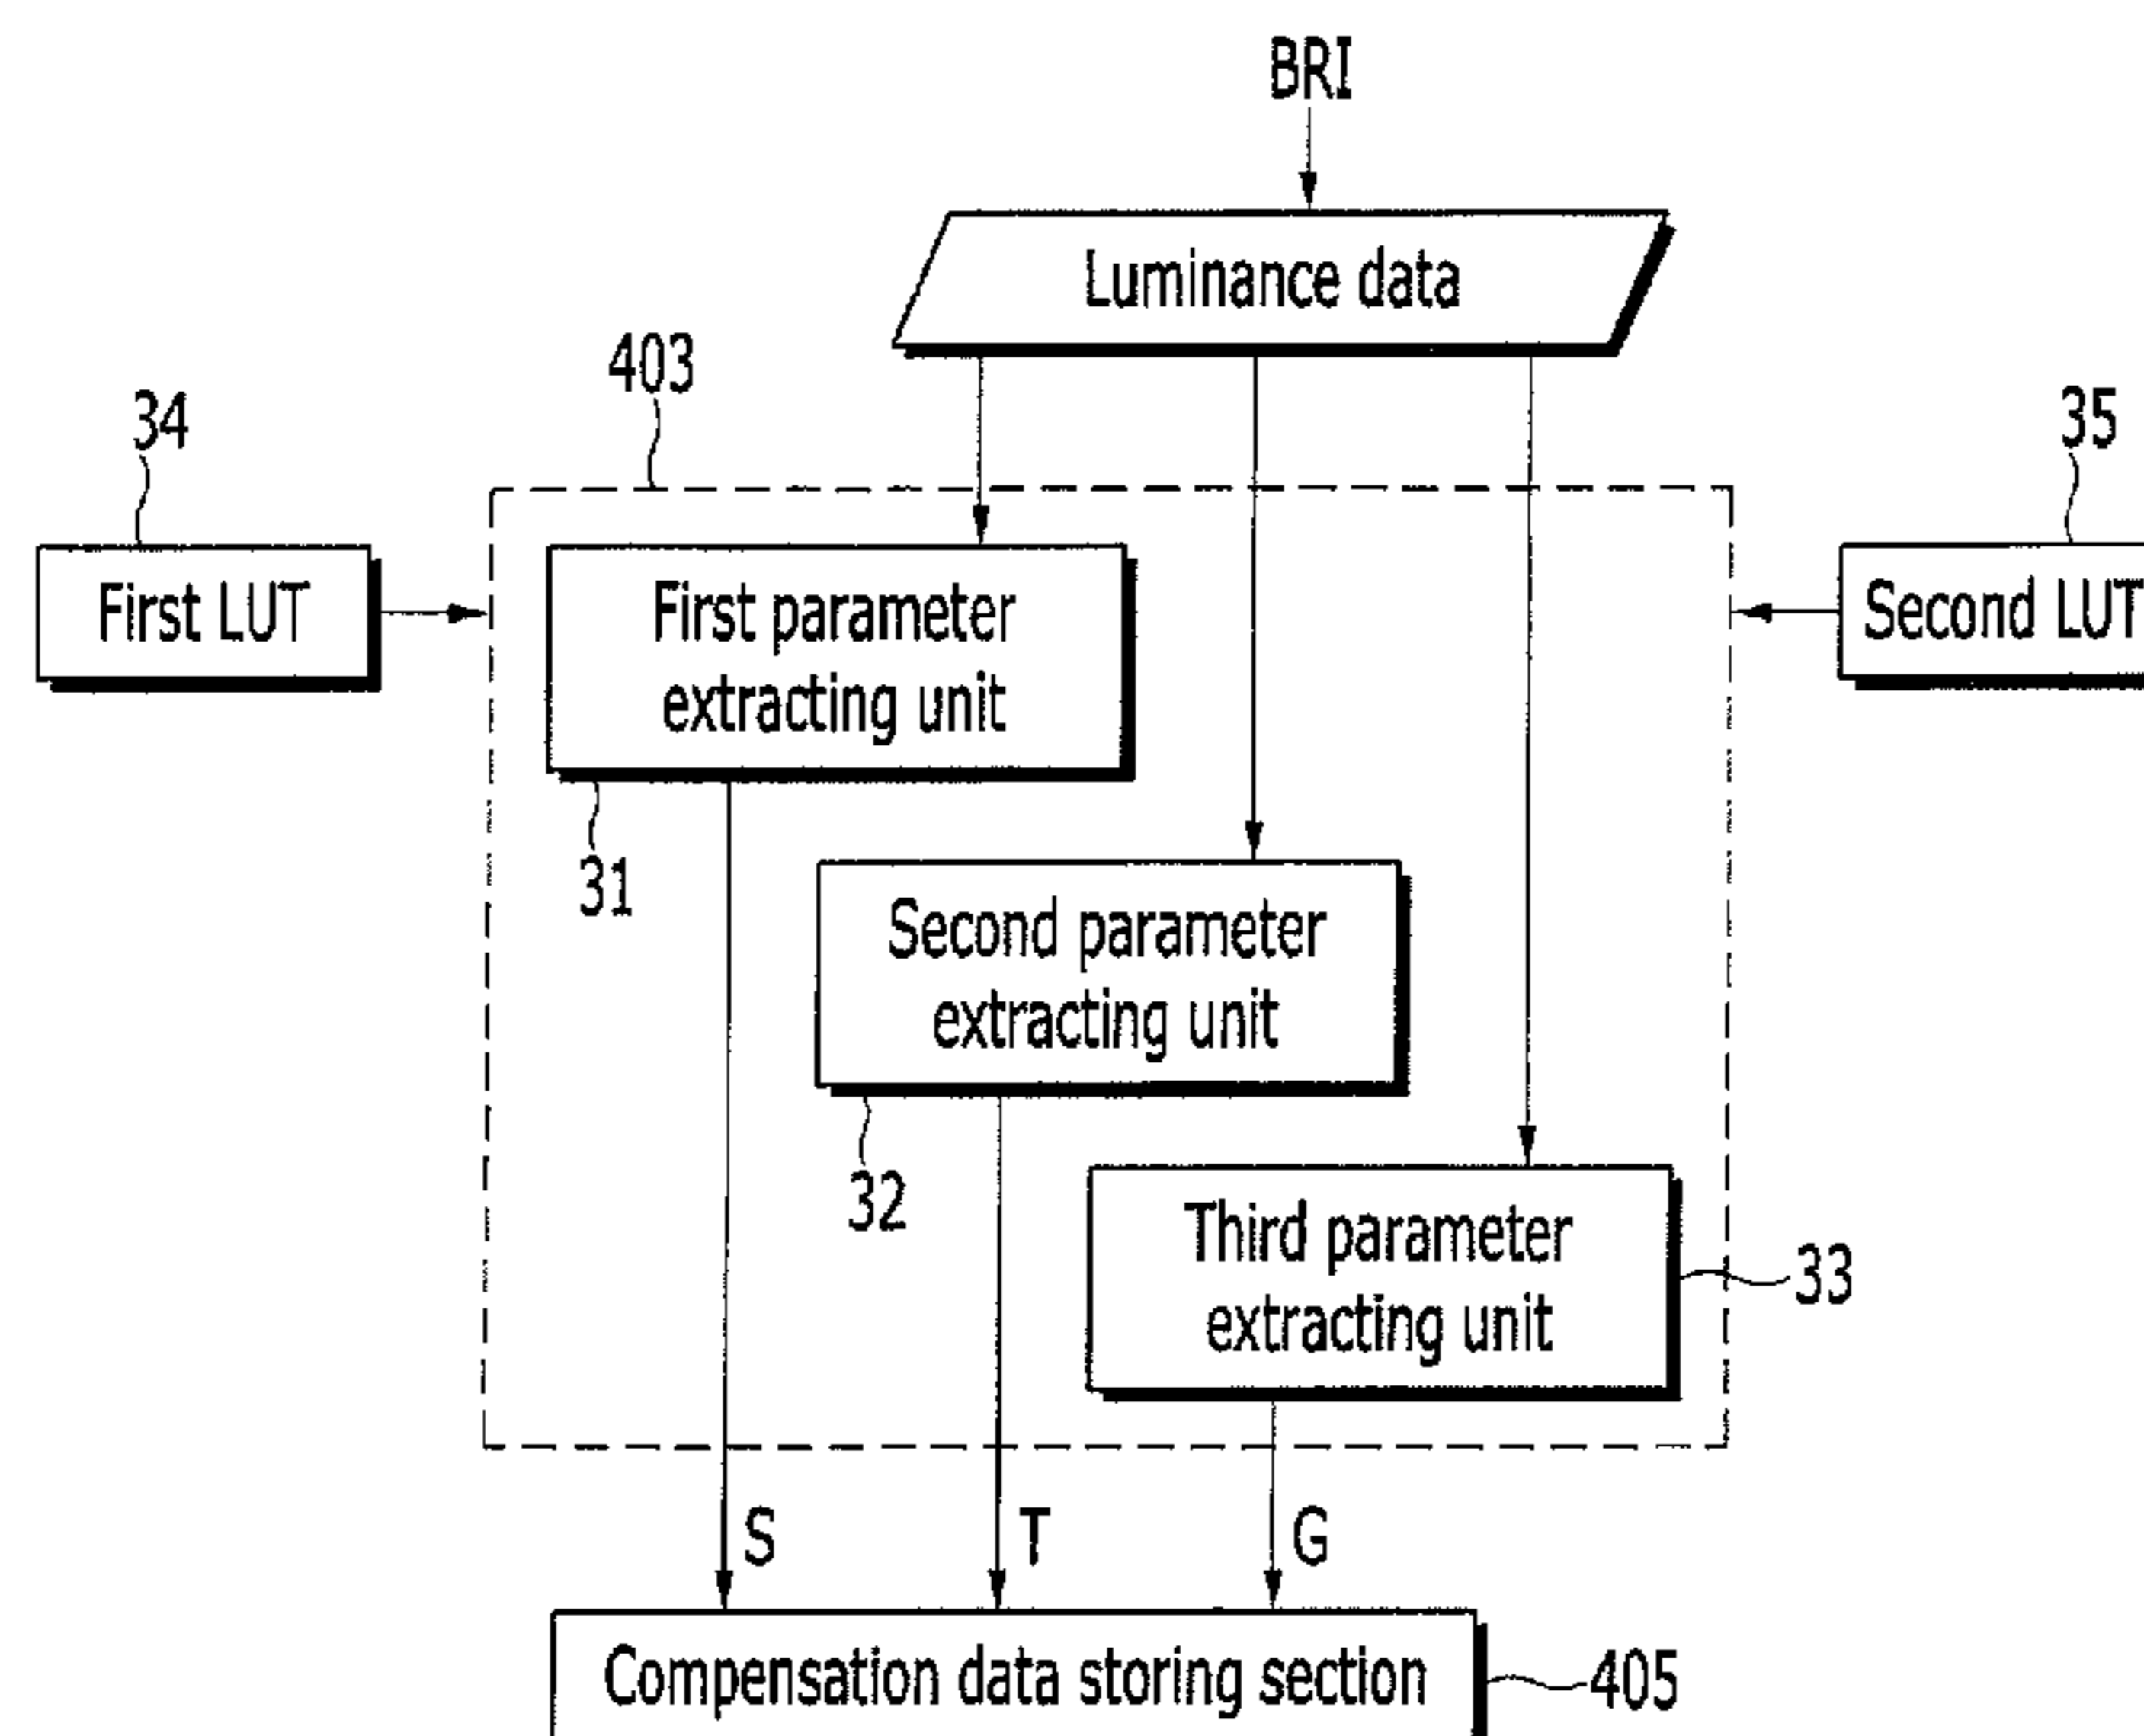 BRI
Luminance data
403
34
35
First LUT
First parameter
extracting unit
Second LUT
31
Second parameter
extracting unit
32
Third parameter
extracting unit
33
S
T
G
Compensation data storing section
405